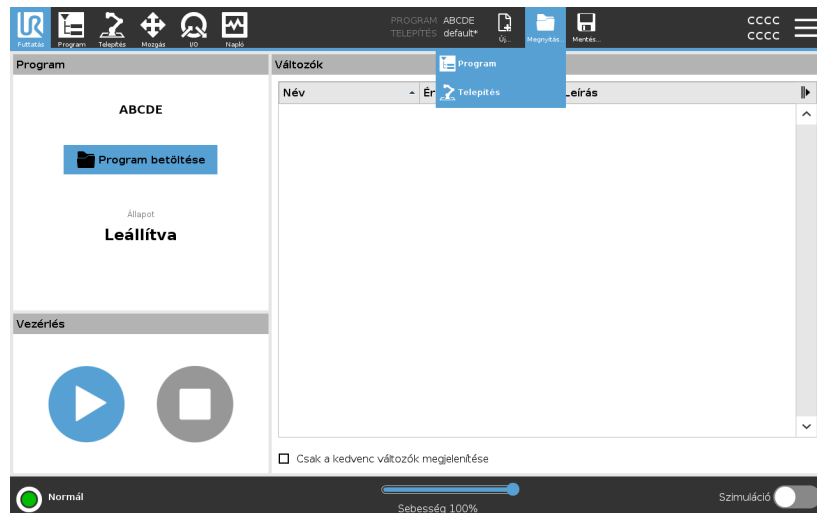 PROGRAM ABCDE
TELEPÍTÉS default*
CCCC
CCCC
Futtatás Program Telepítés Mozgás I/O Napló Új... Megnyitás... Mentés...
Program
ABCDE
Program betöltése
Állapot
Leállítva
Vezérlés
Változók
Program
Telepítés
Név
Csak a kedvenc változók megjelenítése
Normál
Sebesség 100%
Szimuláció